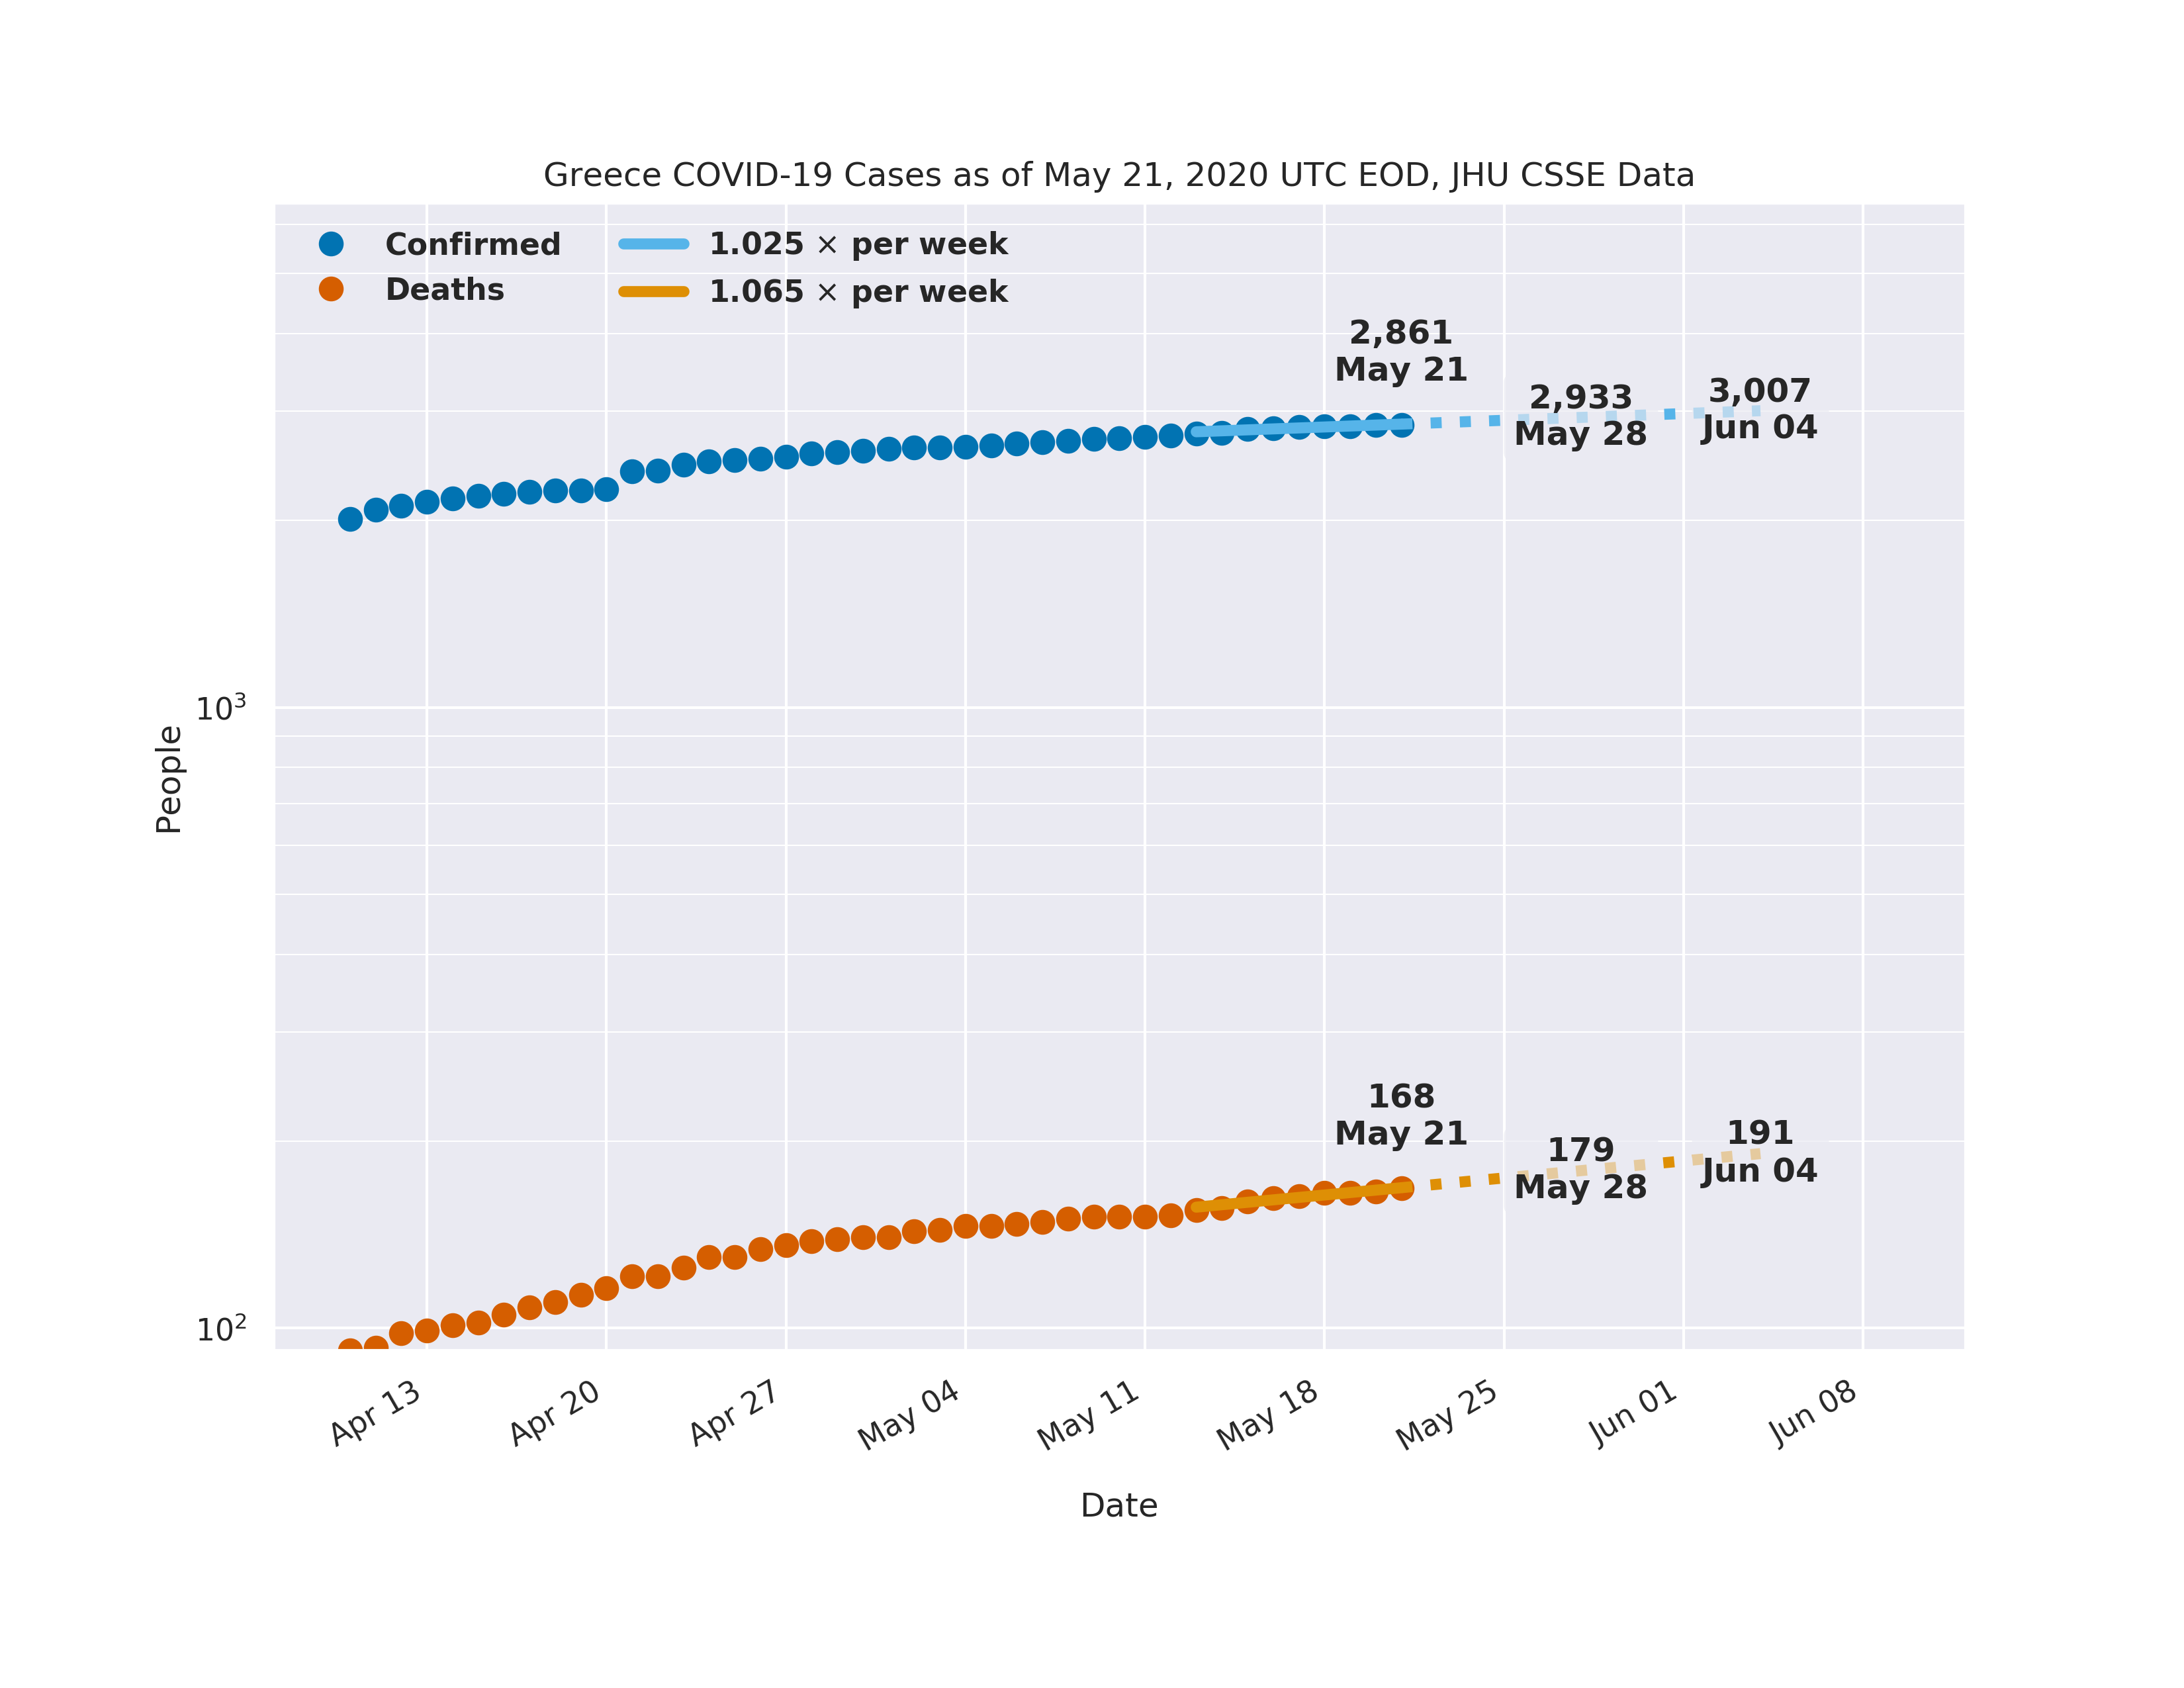 Greece COVID-19 Cases as of May 21, 2020 UTC EOD, JHU CSSE Data
Confirmed
Deaths
1.025 × per week
1.065 × per week
2,861
May 21
2,933
May 28
3,007
Jun 04
168
May 21
179
May 28
191
Jun 04
People
10³
10²
Apr 13
Apr 20
Apr 27
May 04
May 11
May 18
May 25
Jun 01
Jun 08
Date